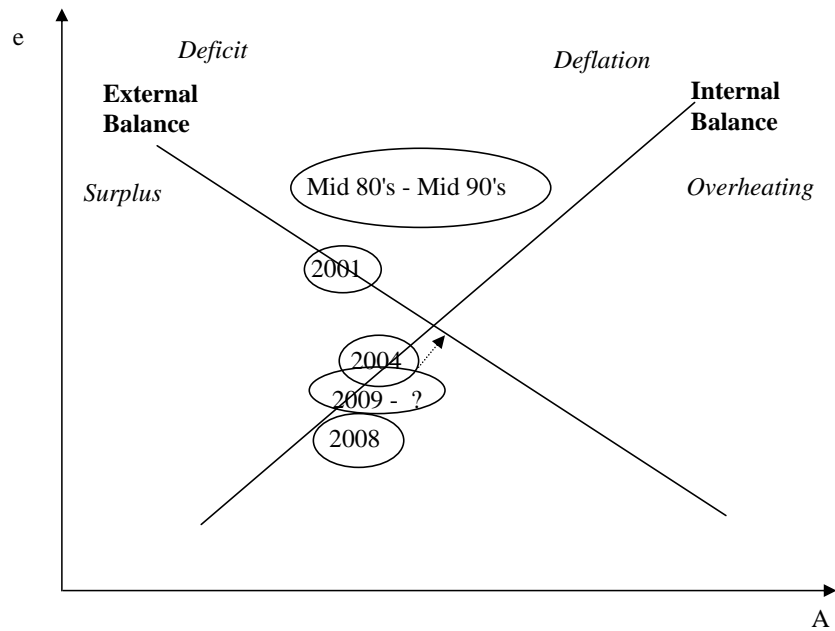 e
Deficit
Deflation
External
Balance
Internal
Balance
Surplus
Mid 80's - Mid 90's
Overheating
2001
2004
2009 - ?
2008
A